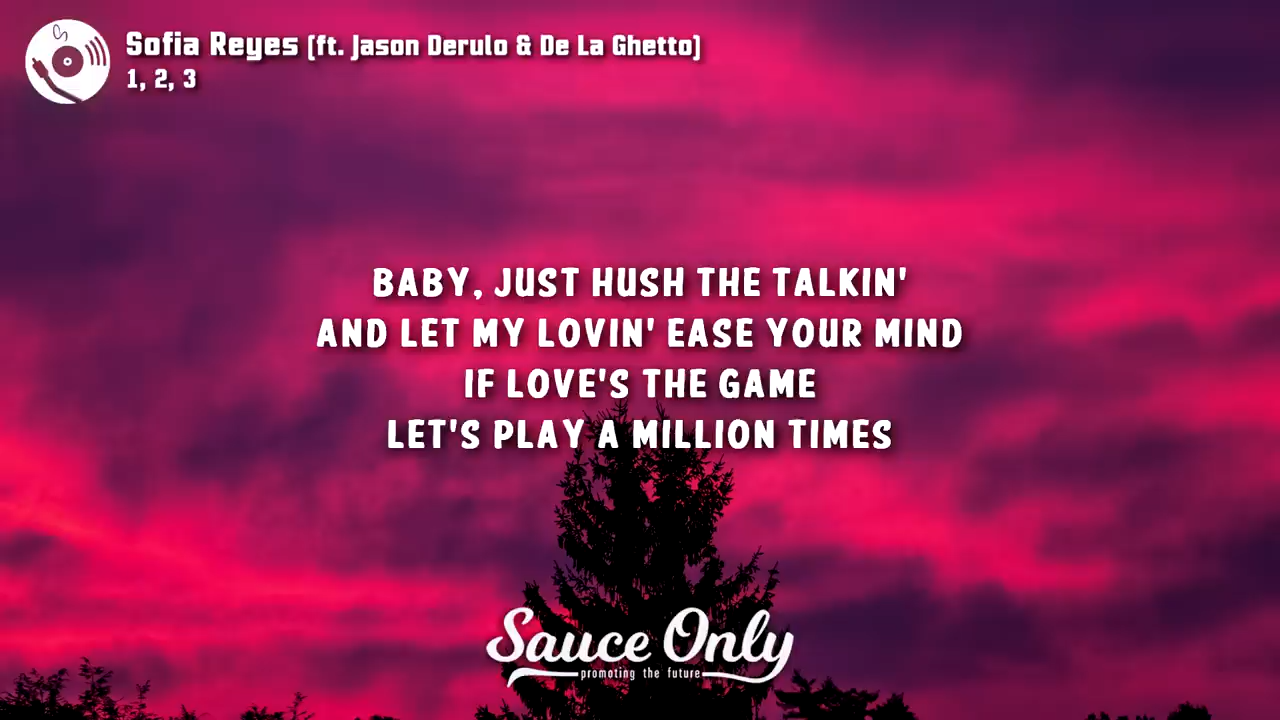 Sofia Reyes [ft. Jason Derulo & De La Ghetto]
1, 2, 3
BABY, JUST HUSH THE TALKIN'
AND LET MY LOVIN' EASE YOUR MIND
IF LOVE'S THE GAME
LET'S PLAY A MILLION TIMES
Sauce Only
promoting the future